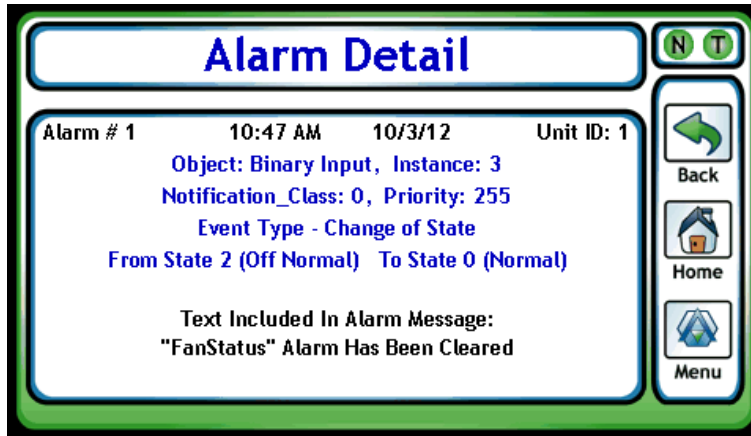 Alarm Detail
N T
Alarm # 1 10:47 AM 10/3/12 Unit ID: 1
Object: Binary Input, Instance: 3
Notification_Class: 0, Priority: 255
Event Type - Change of State
From State 2 (Off Normal) To State 0 (Normal)
Text Included In Alarm Message:
"FanStatus" Alarm Has Been Cleared
Back
Home
Menu